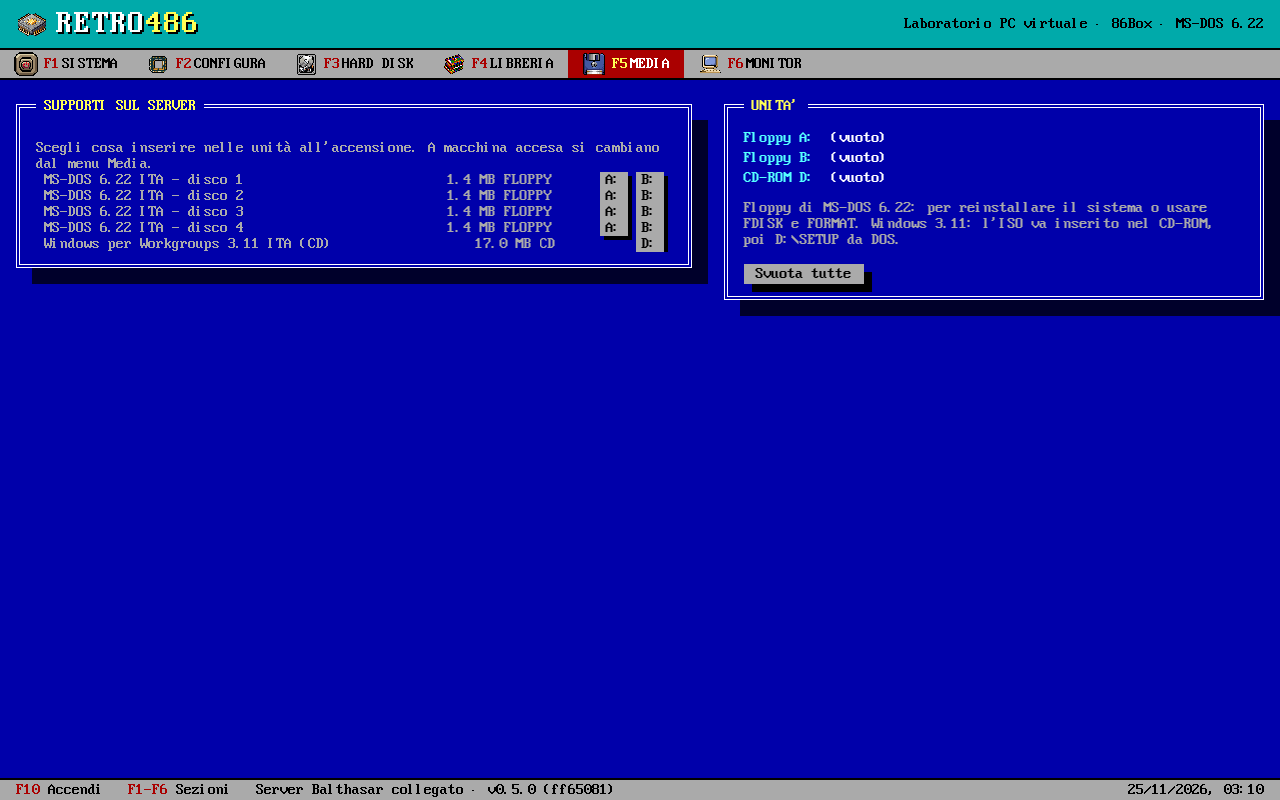 RETRO486
Laboratorio PC virtuale · 86Box · MS-DOS 6.22
F1 SISTEMA F2 CONFIGURA F3 HARD DISK F4 LIBRERIA F5 MEDIA F6 MONITOR
SUPPORTI SUL SERVER
Scegli cosa inserire nelle unità all'accensione. A macchina accesa si cambiano
dal menu Media.
MS-DOS 6.22 ITA - disco 1 1.4 MB FLOPPY A: B:
MS-DOS 6.22 ITA - disco 2 1.4 MB FLOPPY A: B:
MS-DOS 6.22 ITA - disco 3 1.4 MB FLOPPY A: B:
MS-DOS 6.22 ITA - disco 4 1.4 MB FLOPPY A: B:
Windows per Workgroups 3.11 ITA (CD) 17.0 MB CD D:
UNITA'
Floppy A: (vuoto)
Floppy B: (vuoto)
CD-ROM D: (vuoto)
Floppy di MS-DOS 6.22: per reinstallare il sistema o usare
FDISK e FORMAT. Windows 3.11: l'ISO va inserito nel CD-ROM,
poi D:\SETUP da DOS.
Svuota tutte
F10 Accendi F1-F6 Sezioni Server Balthasar collegato · v0.5.0 (ff65081) 25/11/2026, 03:10